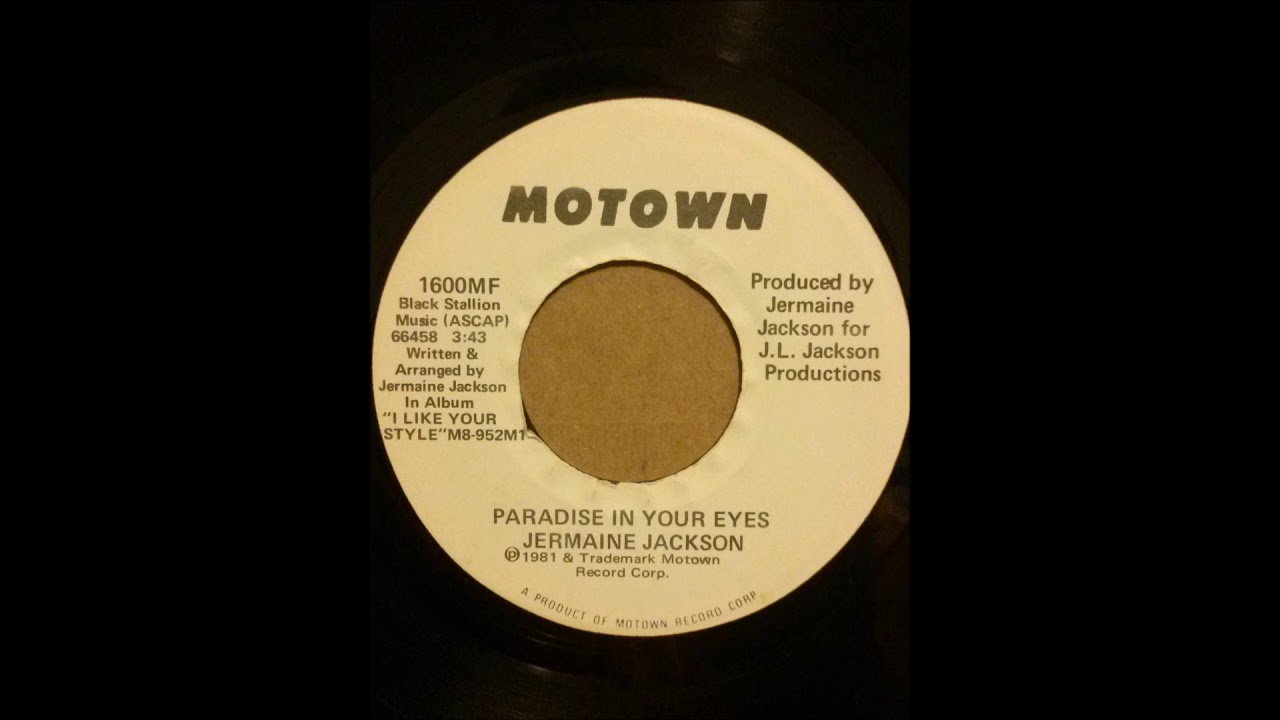 MOTOWN
1600MF
Black Stallion
Music (ASCAP)
66458 3:43
Written &
Arranged by
Jermaine Jackson
In Album
"I LIKE YOUR
STYLE"M8-952M1
Produced by
Jermaine
Jackson for
J.L. Jackson
Productions
PARADISE IN YOUR EYES
JERMAINE JACKSON
℗1981 & Trademark Motown
Record Corp.
A PRODUCT OF MOTOWN RECORD CORP